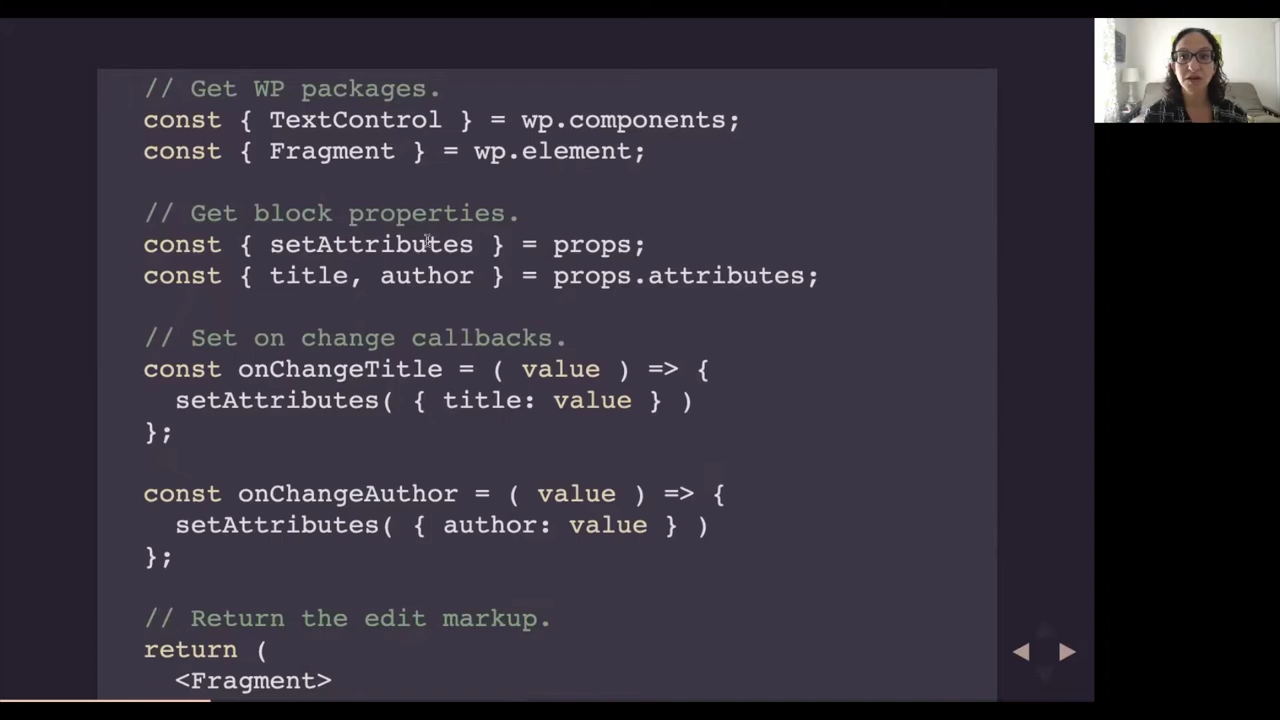 // Get WP packages.
const { TextControl } = wp.components;
const { Fragment } = wp.element;
// Get block properties.
const { setAttributes } = props;
const { title, author } = props.attributes;
// Set on change callbacks.
const onChangeTitle = ( value ) => {
setAttributes( { title: value } )
};
const onChangeAuthor = ( value ) => {
setAttributes( { author: value } )
};
// Return the edit markup.
return (
<Fragment>